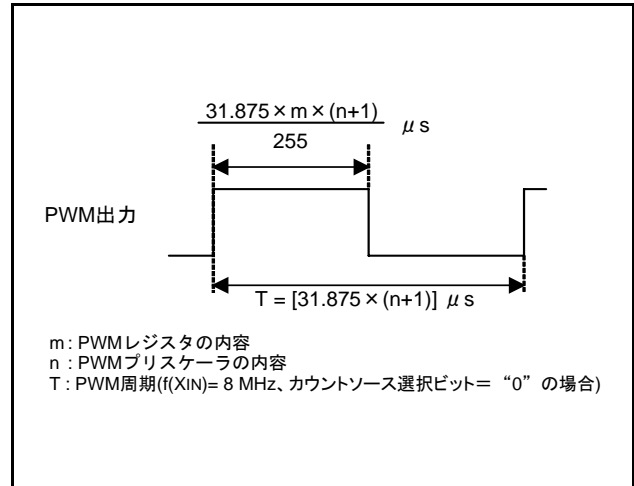 31.875×m×(n+1)
255
μs
PWM出力
T = [31.875×(n+1)] μs
m : PWMレジスタの内容
n : PWMプリスケーラの内容
T : PWM周期(f(XIN)= 8 MHz、カウントソース選択ビット＝ “0” の場合)